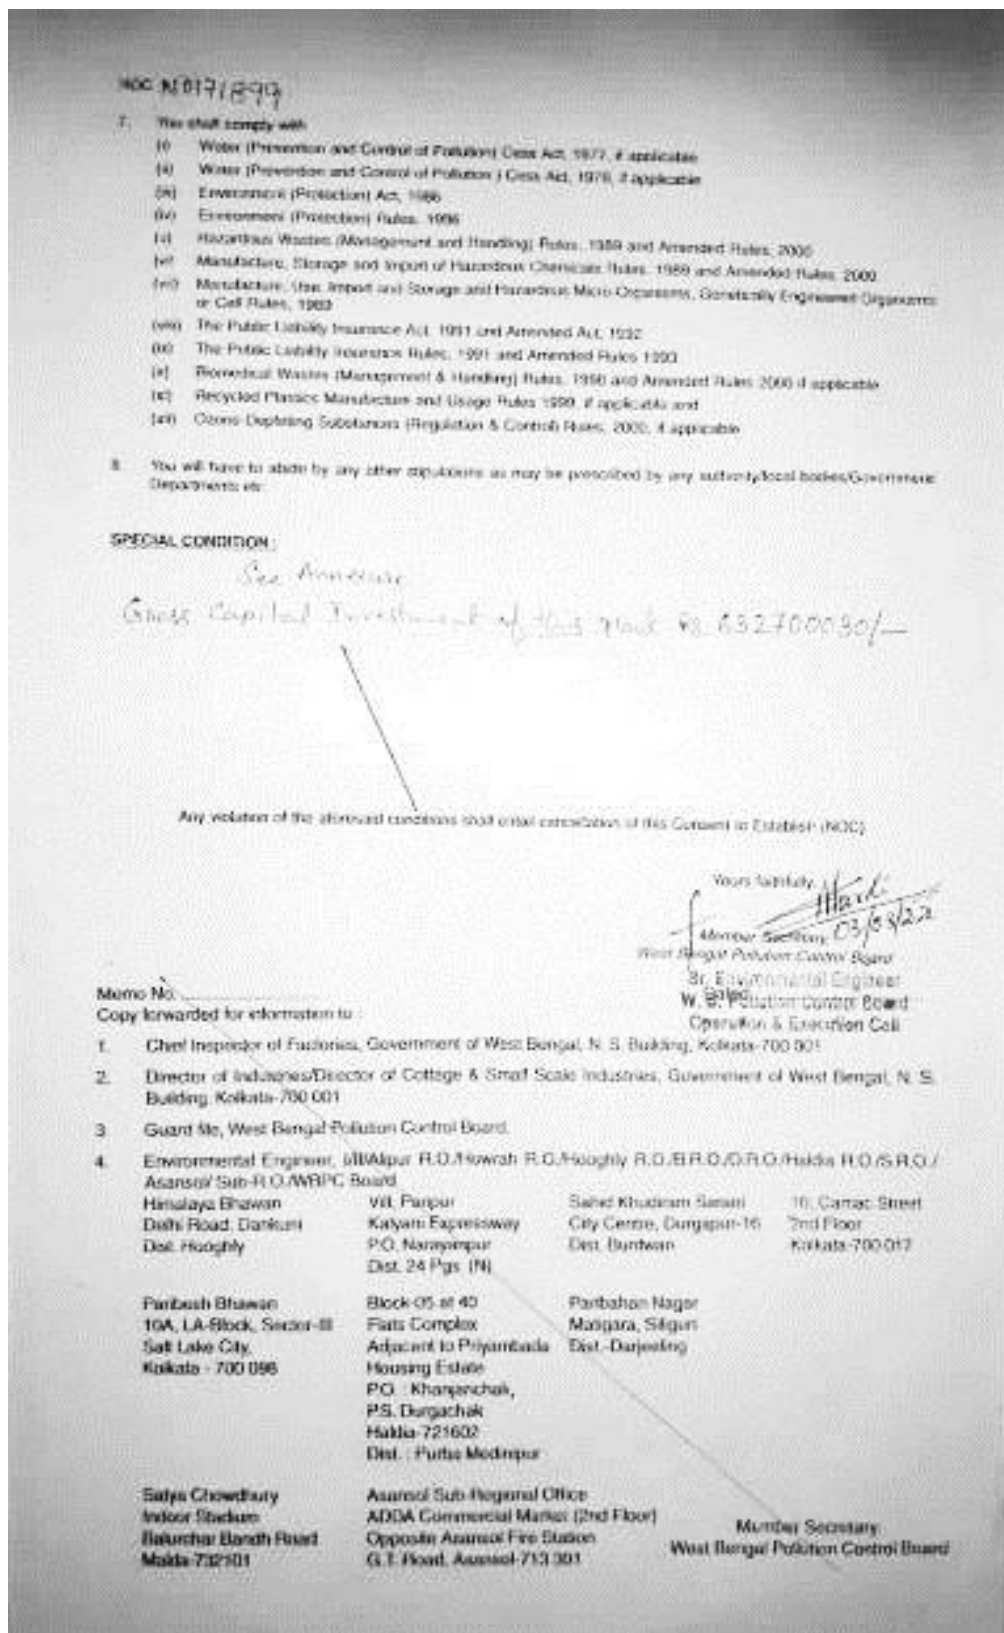 NOC NO171899
7. You shall comply with
(i) Water (Prevention and Control of Pollution) Cess Act, 1977, if applicable
(ii) Water (Prevention and Control of Pollution ) Cess Act, 1978, if applicable
(iii) Environment (Protection) Act, 1986
(iv) Environment (Protection) Rules, 1986
(v) Hazardous Wastes (Management and Handling) Rules, 1989 and Amended Rules, 2000
(vi) Manufacture, Storage and Import of Hazardous Chemicals Rules, 1989 and Amended Rules, 2000
(vii) Manufacture, Use, Import and Storage and Hazardous Micro Organisms, Genetically Engineered Organisms
or Cell Rules, 1989
(viii) The Public Liability Insurance Act, 1991 and Amended Act, 1992
(ix) The Public Liability Insurance Rules, 1991 and Amended Rules 1993
(x) Biomedical Wastes (Management & Handling) Rules, 1998 and Amended Rules 2000 if applicable
(xi) Recycled Plastics Manufacture and Usage Rules 1999, if applicable and
(xii) Ozone Depleting Substances (Regulation & Control) Rules, 2000, if applicable
8. You will have to abide by any other stipulations as may be prescribed by any authority/local bodies/Government
Departments etc.
SPECIAL CONDITION :
See Annexure
Gross Capital Investment of this plant Rs 632700030/-
Any violation of the aforesaid conditions shall entail cancellation of this Consent to Establish (NOC)
Yours faithfully,
03/03/22
Member Secretary
West Bengal Pollution Control Board
Sr. Environmental Engineer
W. B. Pollution Control Board
Operation & Execution Cell
Memo No.
Dated
Copy forwarded for information to :
1. Chief Inspector of Factories, Government of West Bengal, N. S. Building, Kolkata-700 001
2. Director of Industries/Director of Cottage & Small Scale Industries, Government of West Bengal, N. S.
Building, Kolkata-700 001
3. Guard file, West Bengal Pollution Control Board.
4. Environmental Engineer, I/II/Alipur R.O./Howrah R.O./Hooghly R.O./B.R.O./D.R.O./Haldia R.O./S.R.O./
Asansol Sub-R.O./WBPC Board
Himalaya Bhawan
Delhi Road, Dankuni
Dist. Hooghly
Vill. Panpur
Kalyani Expressway
P.O. Narayanpur
Dist. 24 Pgs. (N)
Sahid Khudiram Sarani
City Centre, Durgapur-16
Dist. Burdwan
10, Camac Street
2nd Floor
Kolkata-700 017
Paribesh Bhawan
10A, LA-Block, Sector-III
Salt Lake City,
Kolkata - 700 098
Block-05 at 40
Flats Complex
Adjacent to Priyambada
Housing Estate
P.O. : Khanjanchak,
P.S. Durgachak
Haldia-721602
Dist. : Purba Medinipur
Paribahan Nagar
Matigara, Siliguri
Dist.-Darjeeling
Satya Chowdhury
Indoor Stadium
Balurchar Bandh Road
Malda-732101
Asansol Sub-Regional Office
ADDA Commercial Market (2nd Floor)
Opposite Asansol Fire Station
G.T. Road, Asansol-713 301
Member Secretary
West Bengal Pollution Control Board